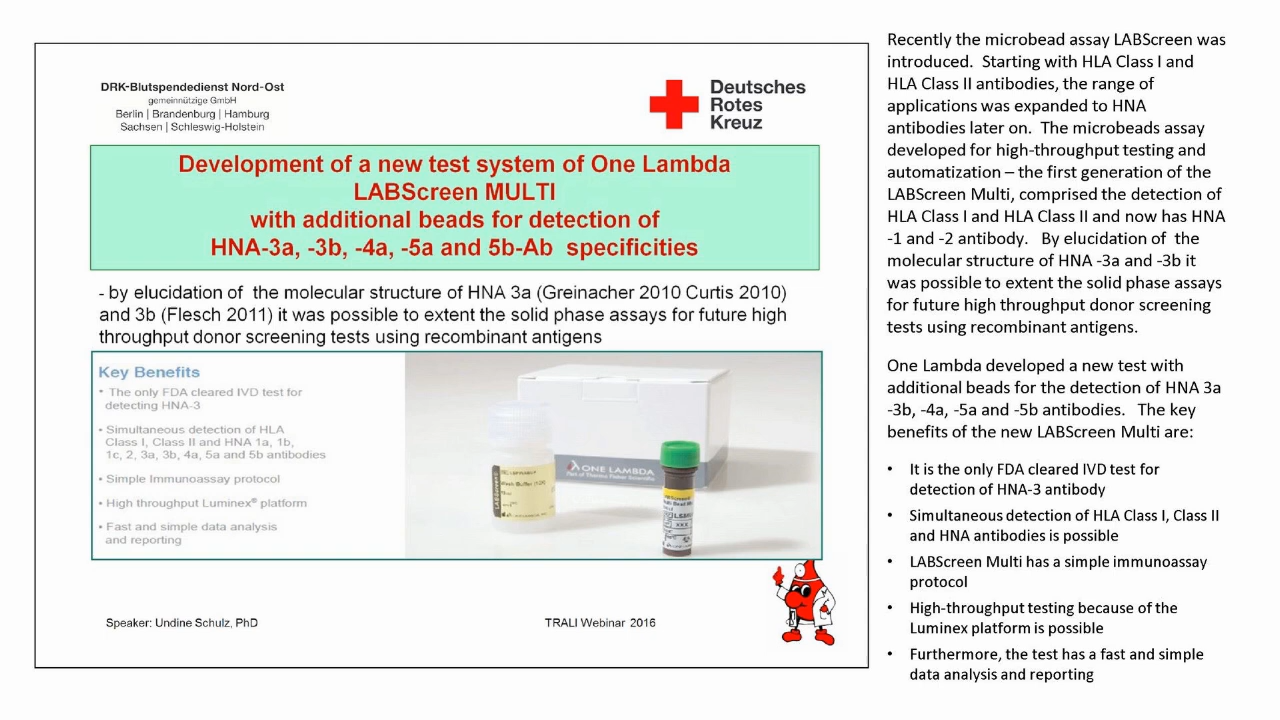 DRK-Blutspendedienst Nord-Ost
gemeinnützige GmbH
Berlin | Brandenburg | Hamburg
Sachsen | Schleswig-Holstein
Deutsches
Rotes
Kreuz
Development of a new test system of One Lambda
LABScreen MULTI
with additional beads for detection of
HNA-3a, -3b, -4a, -5a and 5b-Ab specificities
- by elucidation of the molecular structure of HNA 3a (Greinacher 2010 Curtis 2010)
and 3b (Flesch 2011) it was possible to extent the solid phase assays for future high
throughput donor screening tests using recombinant antigens
Key Benefits
• The only FDA cleared IVD test for
detecting HNA-3
• Simultaneous detection of HLA
Class I, Class II and HNA 1a, 1b,
1c, 2, 3a, 3b, 4a, 5a and 5b antibodies
• Simple Immunoassay protocol
• High throughput Luminex® platform
• Fast and simple data analysis
and reporting
ONE LAMBDA
Part of Thermo Fisher Scientific
Wash Buffer
XXX
Speaker: Undine Schulz, PhD
TRALI Webinar 2016
Recently the microbead assay LABScreen was
introduced. Starting with HLA Class I and
HLA Class II antibodies, the range of
applications was expanded to HNA
antibodies later on. The microbeads assay
developed for high-throughput testing and
automatization – the first generation of the
LABScreen Multi, comprised the detection of
HLA Class I and HLA Class II and now has HNA
-1 and -2 antibody. By elucidation of the
molecular structure of HNA -3a and -3b it
was possible to extent the solid phase assays
for future high throughput donor screening
tests using recombinant antigens.
One Lambda developed a new test with
additional beads for the detection of HNA 3a
-3b, -4a, -5a and -5b antibodies. The key
benefits of the new LABScreen Multi are:
• It is the only FDA cleared IVD test for
detection of HNA-3 antibody
• Simultaneous detection of HLA Class I, Class II
and HNA antibodies is possible
• LABScreen Multi has a simple immunoassay
protocol
• High-throughput testing because of the
Luminex platform is possible
• Furthermore, the test has a fast and simple
data analysis and reporting